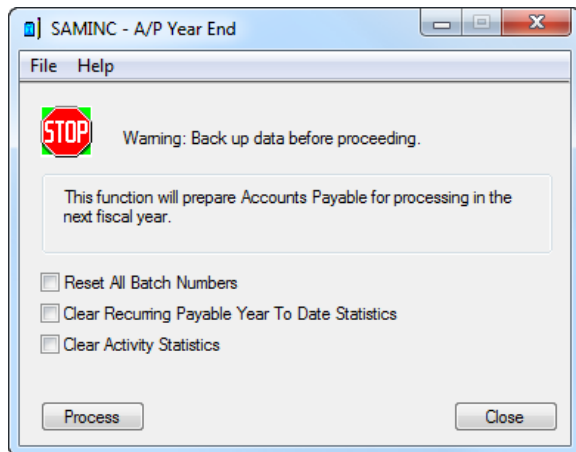 SAMINC - A/P Year End
File Help
STOP
Warning: Back up data before proceeding.
This function will prepare Accounts Payable for processing in the
next fiscal year.
Reset All Batch Numbers
Clear Recurring Payable Year To Date Statistics
Clear Activity Statistics
Process Close